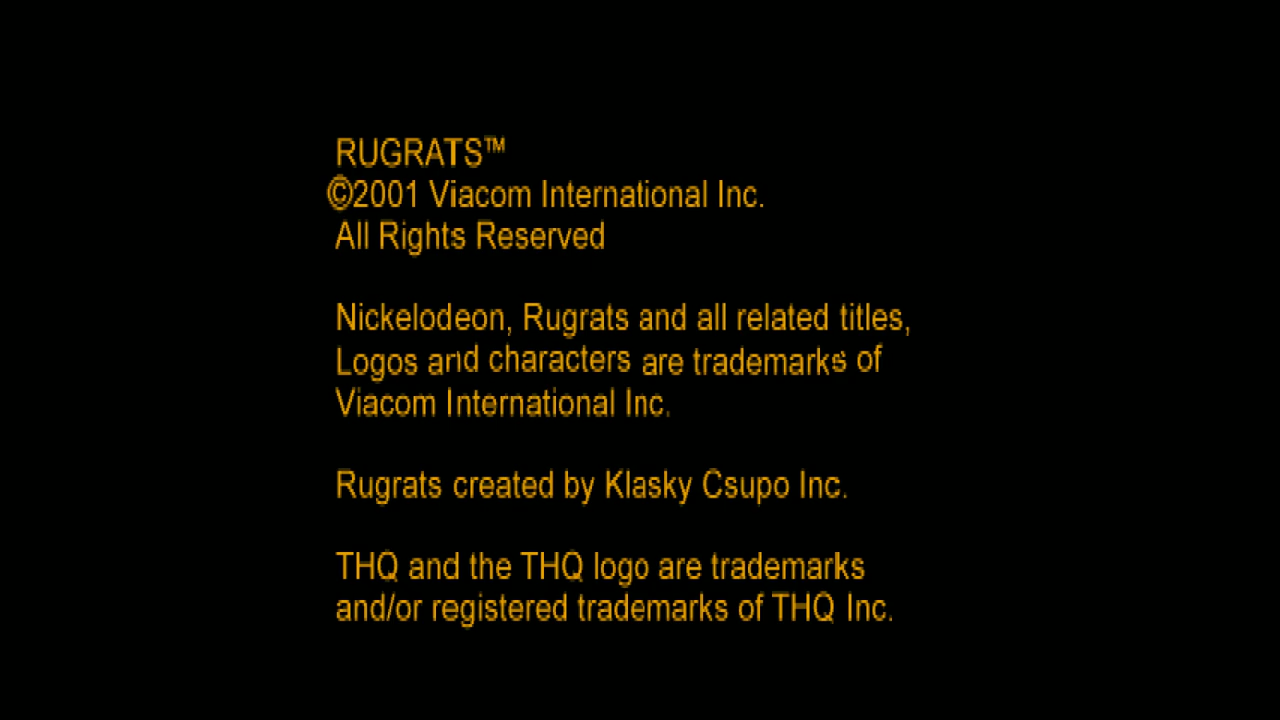 RUGRATS™
©2001 Viacom International Inc.
All Rights Reserved
Nickelodeon, Rugrats and all related titles,
Logos and characters are trademarks of
Viacom International Inc.
Rugrats created by Klasky Csupo Inc.
THQ and the THQ logo are trademarks
and/or registered trademarks of THQ Inc.